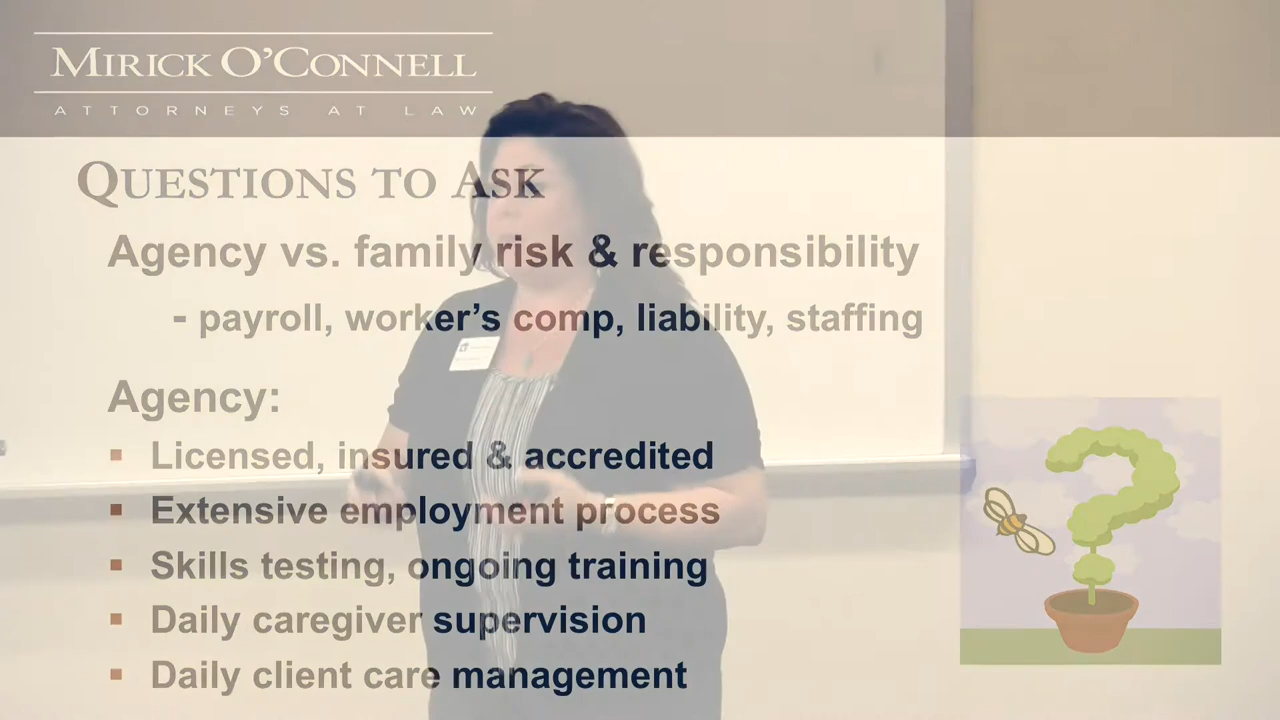 MIRICK O'CONNELL
ATTORNEYS AT LAW
QUESTIONS TO ASK
Agency vs. family risk & responsibility
- payroll, worker's comp, liability, staffing
Agency:
▪ Licensed, insured & accredited
▪ Extensive employment process
▪ Skills testing, ongoing training
▪ Daily caregiver supervision
▪ Daily client care management